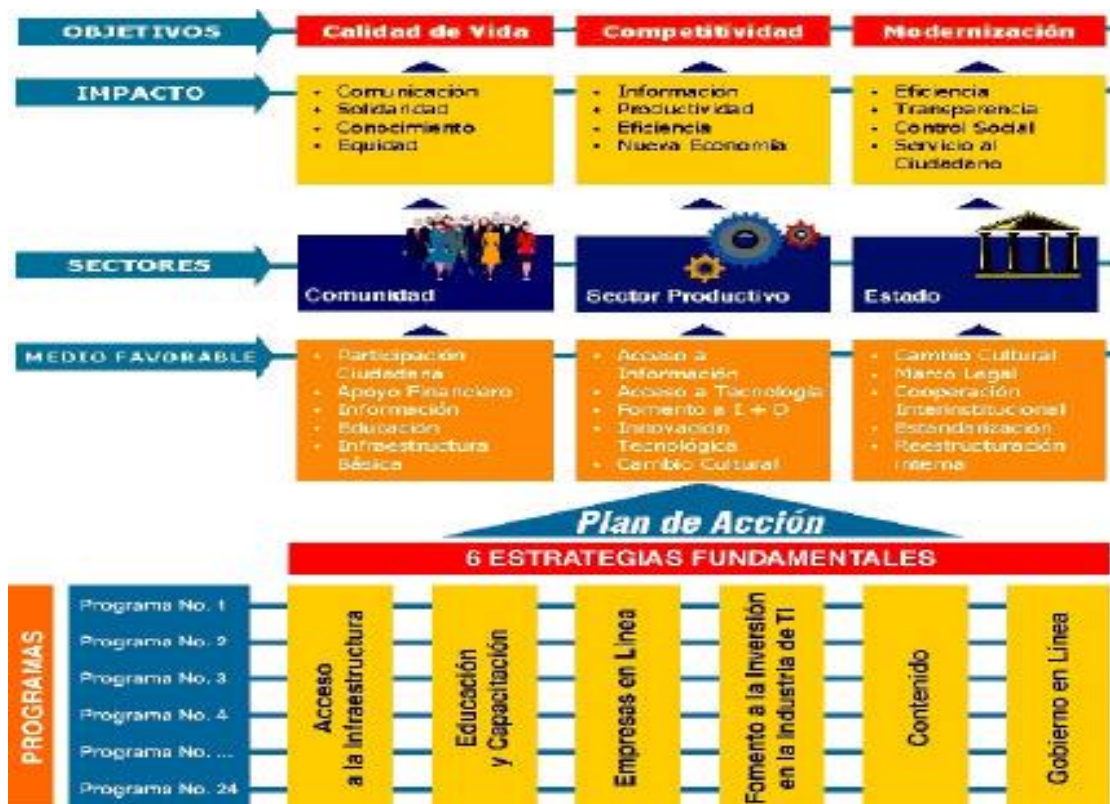 OBJETIVOS
Calidad de Vida
Competitividad
Modernización
IMPACTO
• Comunicación
• Solidaridad
• Conocimiento
• Equidad
• Información
• Productividad
• Eficiencia
• Nueva Economía
• Eficiencia
• Transparencia
• Control Social
• Servicio al
Ciudadano
SECTORES
Comunidad
Sector Productivo
Estado
MEDIO FAVORABLE
• Participación
Ciudadana
• Apoyo Financiero
• Información
• Educación
• Infraestructura
Básica
• Acceso a
Información
• Acceso a Tecnología
• Fomento a I + D
• Innovación
Tecnológica
• Cambio Cultural
• Cambio Cultural
• Marco Legal
• Cooperación
Interinstitucional
• Estandarización
• Reestructuración
interna
Plan de Acción
6 ESTRATEGIAS FUNDAMENTALES
PROGRAMAS
Programa No. 1
Programa No. 2
Programa No. 3
Programa No. 4
Programa No. ...
Programa No. 24
Acceso
a la Infraestructura
Educación
y Capacitación
Empresas en Línea
Fomento a la Inversión
en la Industria de TI
Contenido
Gobierno en Línea